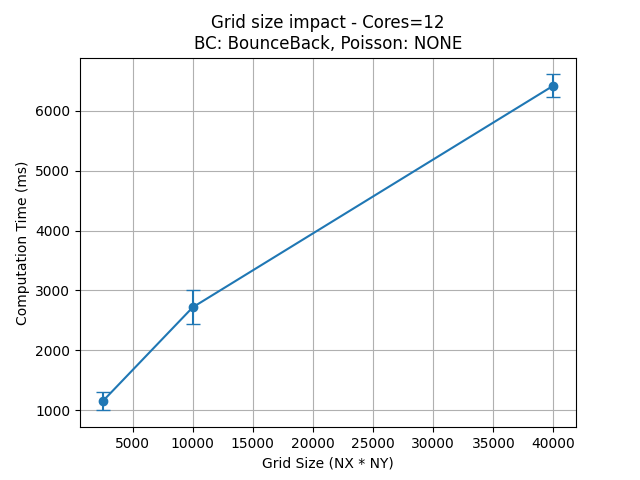 Grid size impact - Cores=12
BC: BounceBack, Poisson: NONE
Computation Time (ms)
6000
5000
4000
3000
2000
1000
5000 10000 15000 20000 25000 30000 35000 40000
Grid Size (NX * NY)